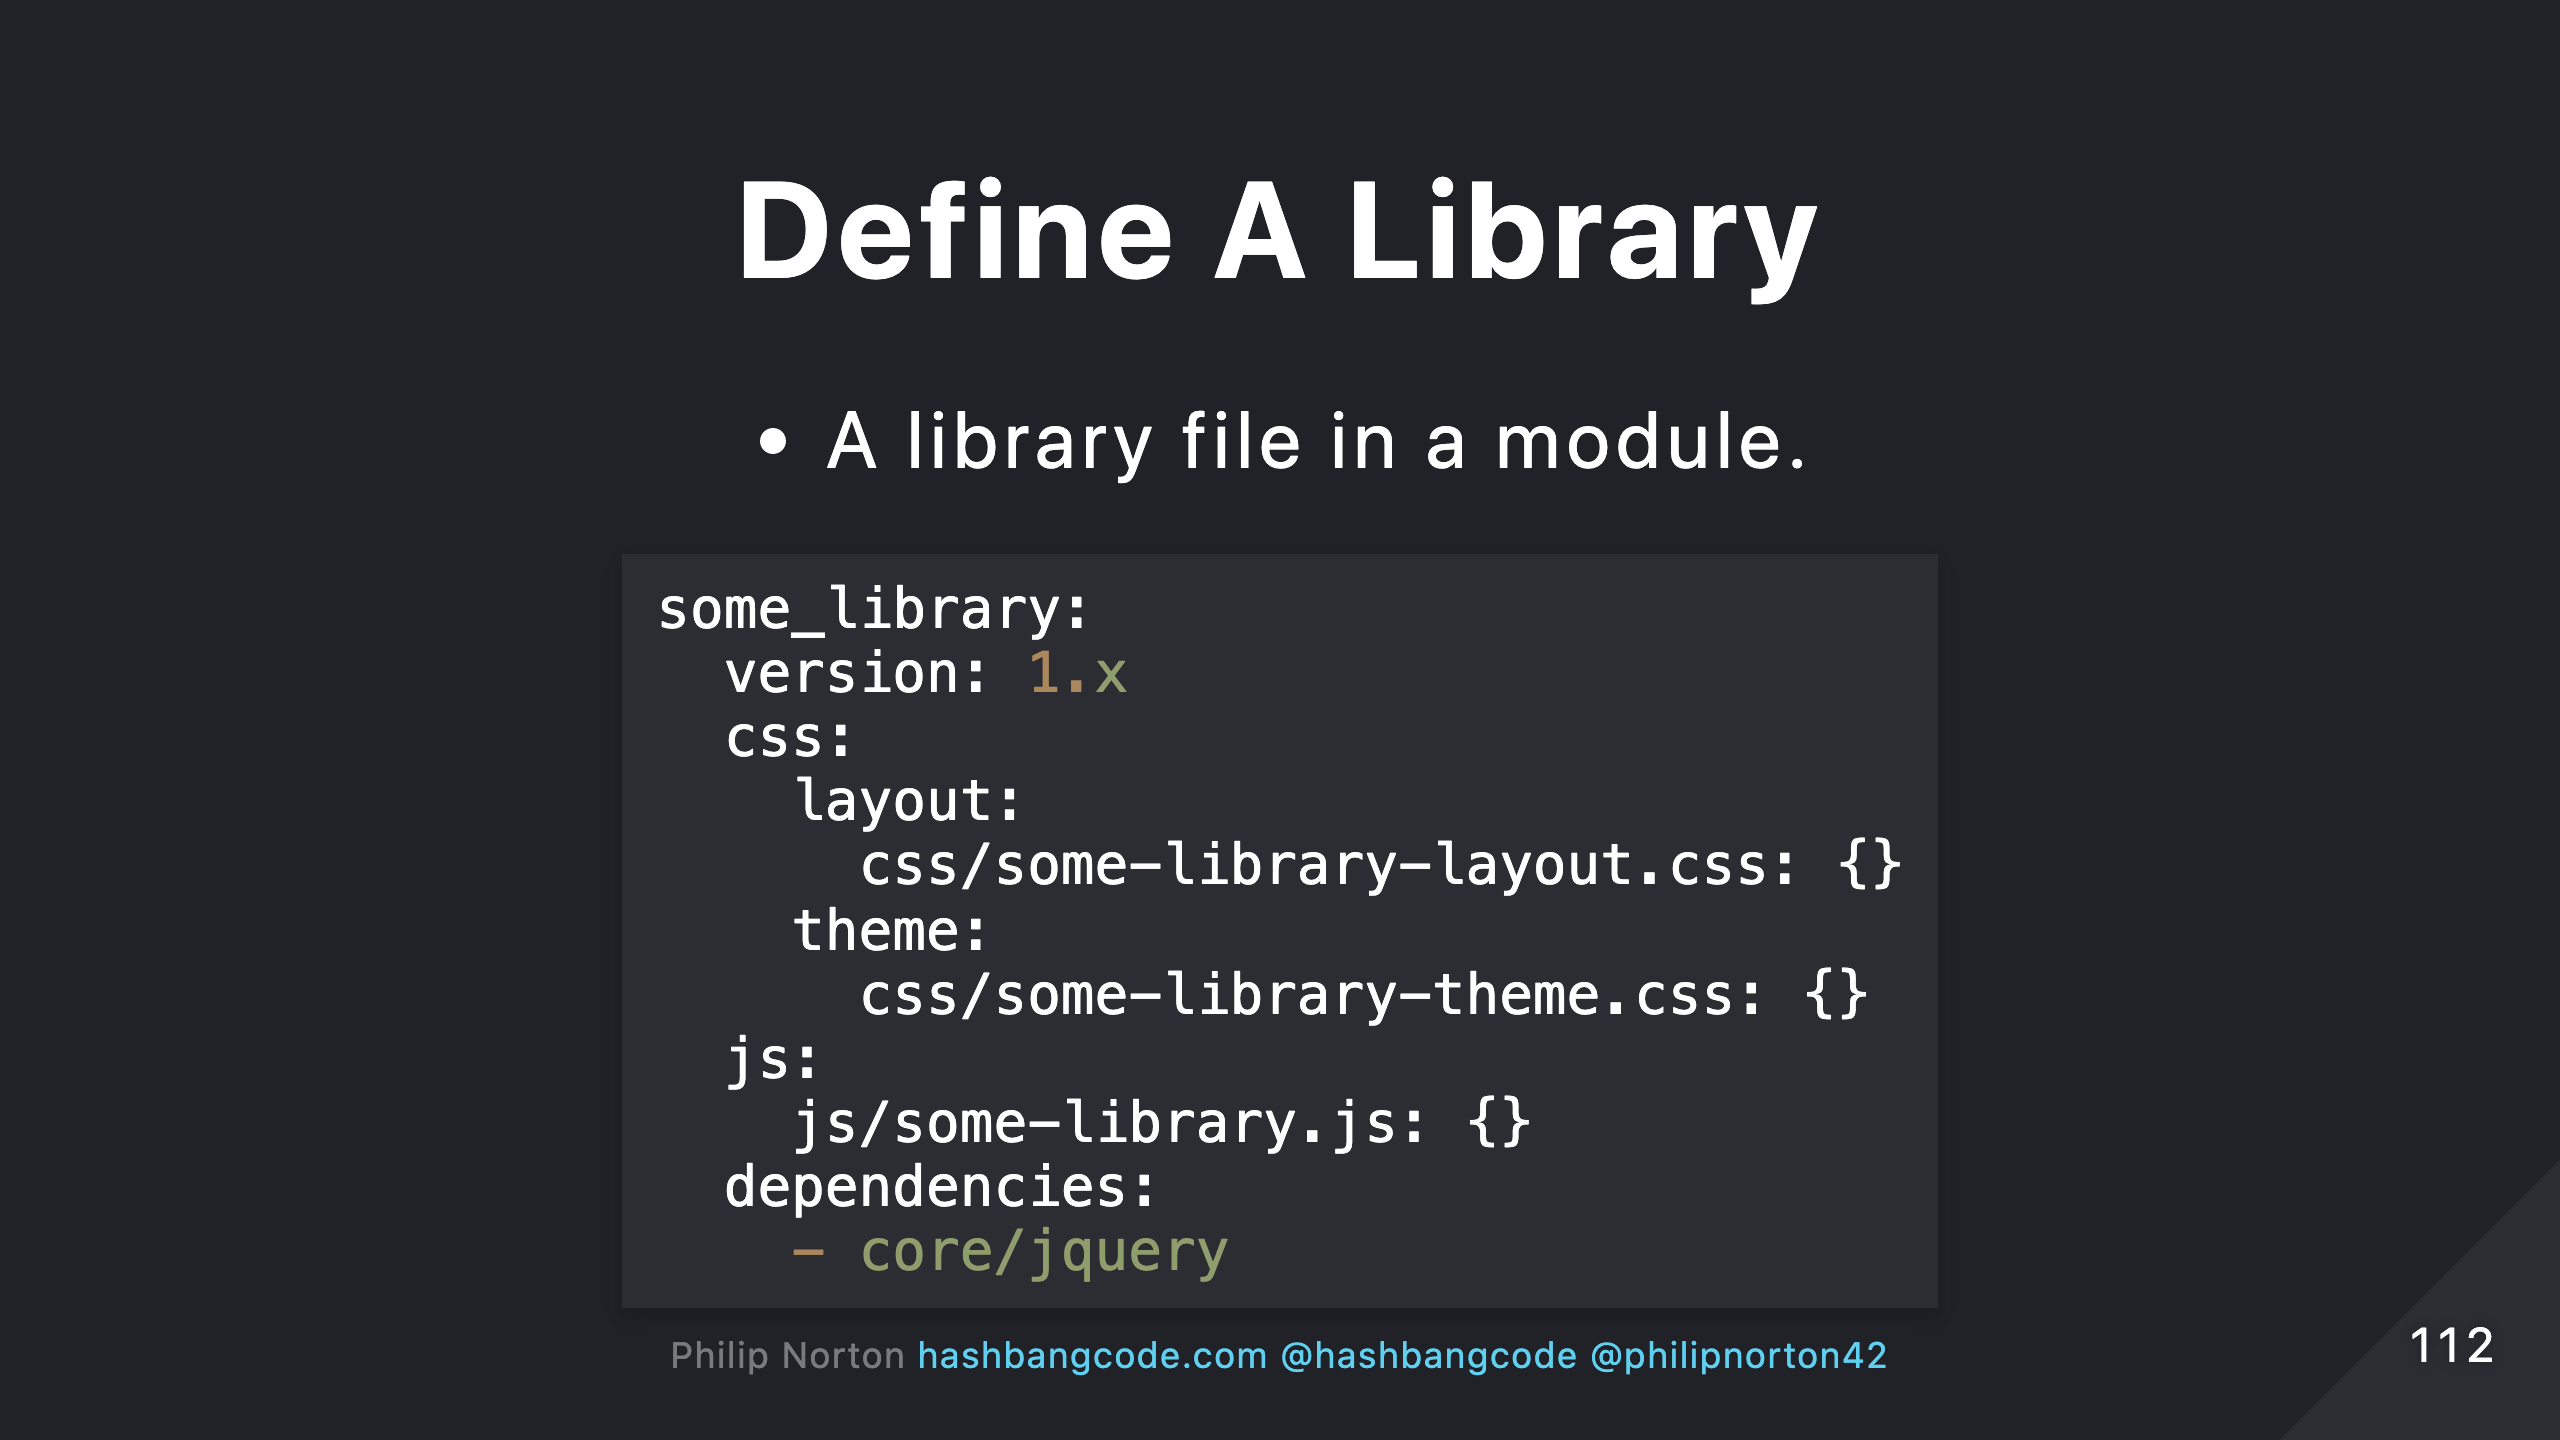 Define A Library
• A library file in a module.
some_library:
  version: 1.x
  css:
    layout:
      css/some-library-layout.css: {}
    theme:
      css/some-library-theme.css: {}
  js:
    js/some-library.js: {}
  dependencies:
    - core/jquery
Philip Norton hashbangcode.com @hashbangcode @philipnorton42
112